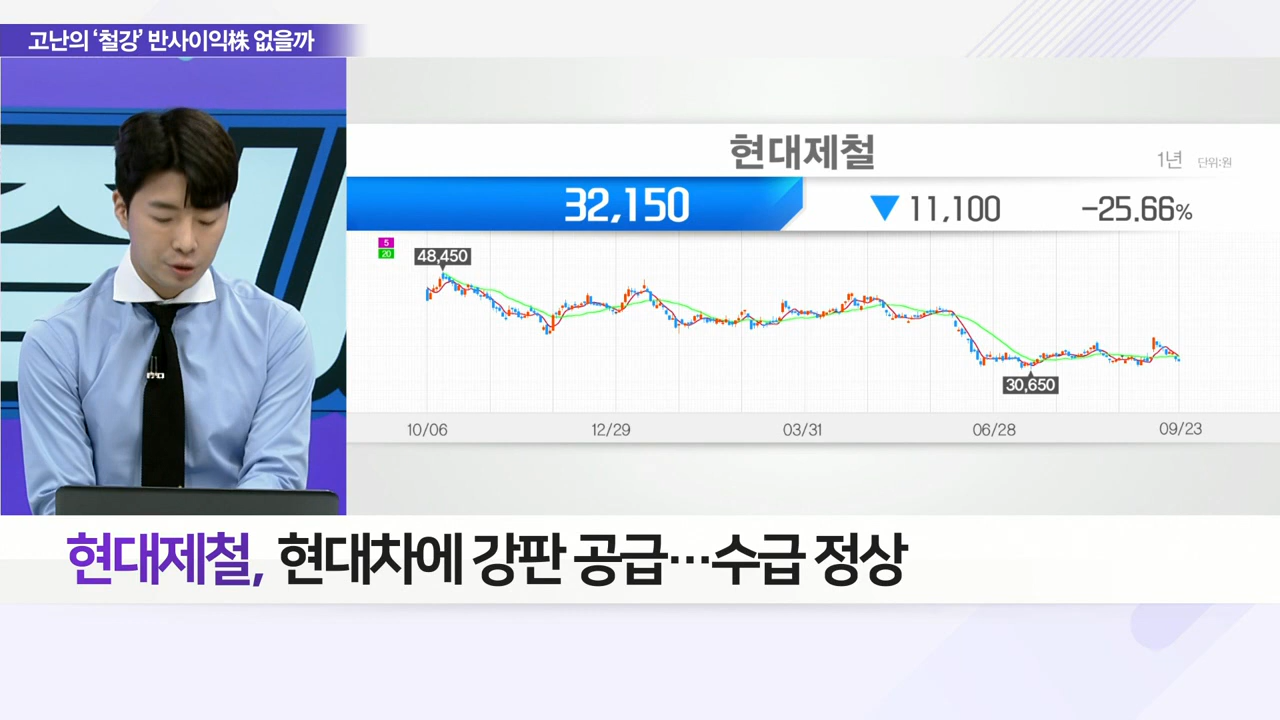 고난의 ‘철강’ 반사이익株 없을까
현대제철
1년 단위:원
32,150 ▼ 11,100 -25.66%
5
20
48,450
30,650
10/06 12/29 03/31 06/28 09/23
현대제철, 현대차에 강판 공급…수급 정상